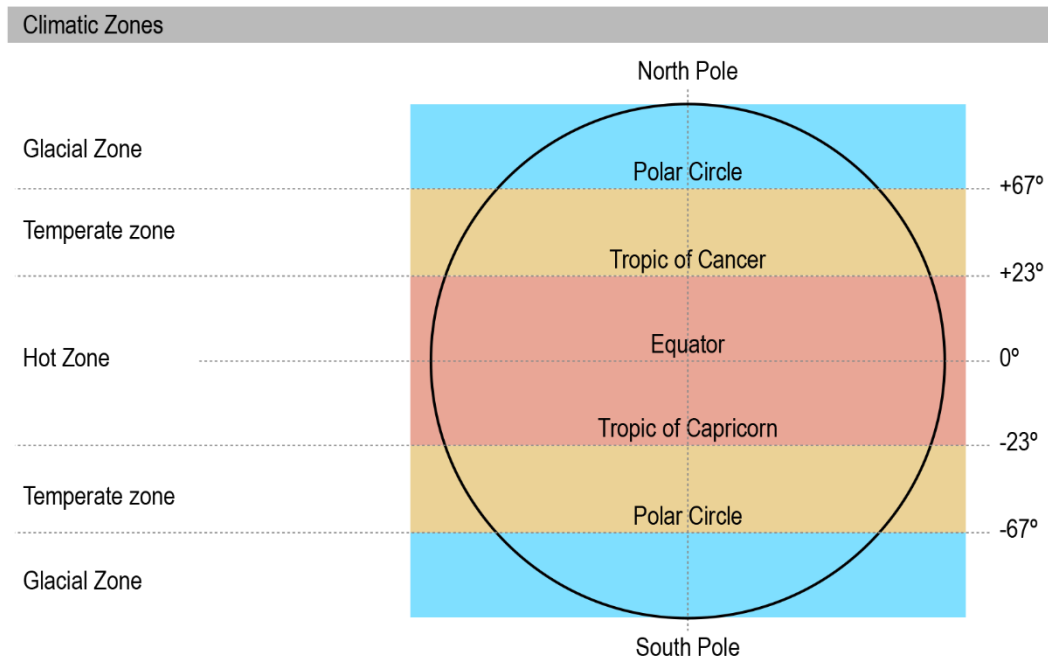 Climatic Zones
North Pole
Glacial Zone
Polar Circle
+67º
Temperate zone
Tropic of Cancer
+23º
Hot Zone
Equator
0º
Tropic of Capricorn
-23º
Temperate zone
Polar Circle
-67º
Glacial Zone
South Pole